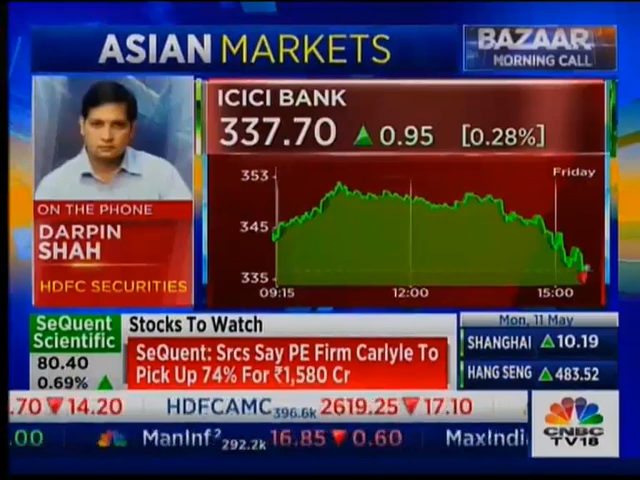 ASIAN MARKETS
BAZAAR
MORNING CALL
ICICI BANK
337.70 ▲ 0.95 [0.28%]
353
345
335
Friday
09:15 12:00 15:00
ON THE PHONE
DARPIN
SHAH
HDFC SECURITIES
SeQuent
Scientific
80.40
0.69% ▲
Stocks To Watch
SeQuent: Srcs Say PE Firm Carlyle To
Pick Up 74% For ₹1,580 Cr
Mon, 11 May
SHANGHAI ▲ 10.19
HANG SENG ▲ 483.52
.70 ▼ 14.20 HDFCAMC 396.6k 2619.25 ▼ 17.10
.00 ManInf² 292.2k 16.85 ▼ 0.60 MaxIndi
CNBC
TV18